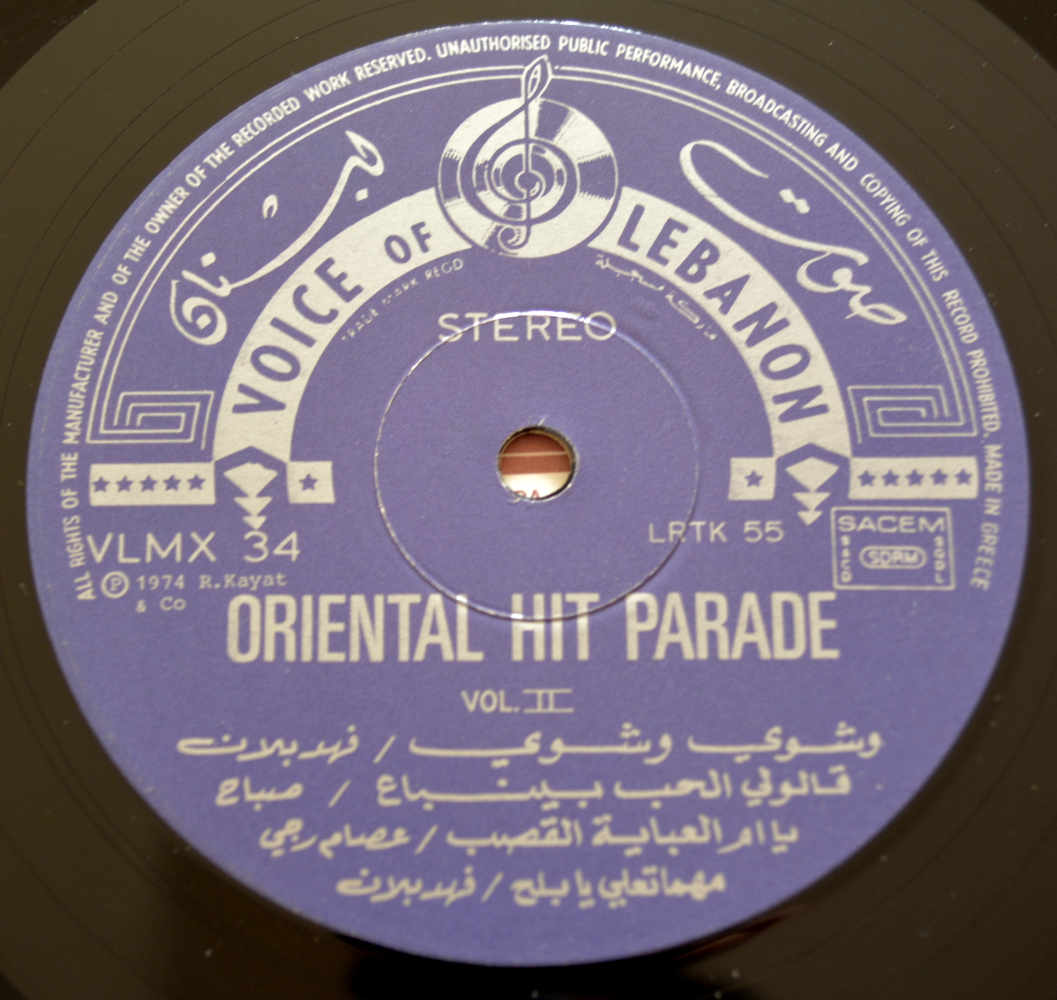 ALL RIGHTS OF THE MANUFACTURER AND OF THE OWNER OF THE RECORDED WORK RESERVED. UNAUTHORISED PUBLIC PERFORMANCE, BROADCASTING AND COPYING OF THIS RECORD PROHIBITED. MADE IN GREECE
صوت لبنان
VOICE OF LEBANON
TRADE MARK REGD
ماركة مسجلة
STEREO
VLMX 34
LRTK 55
SACEM
SACD SDRM SGDL
℗ 1974 R.Kayat
& Co
ORIENTAL HIT PARADE
VOL. II
وشوي وشوي / فهد بلان
قالولي الحب بينباع / صباح
يا ام العباية القصب / عصام رجي
مهما تعلي يا بلح / فهد بلان